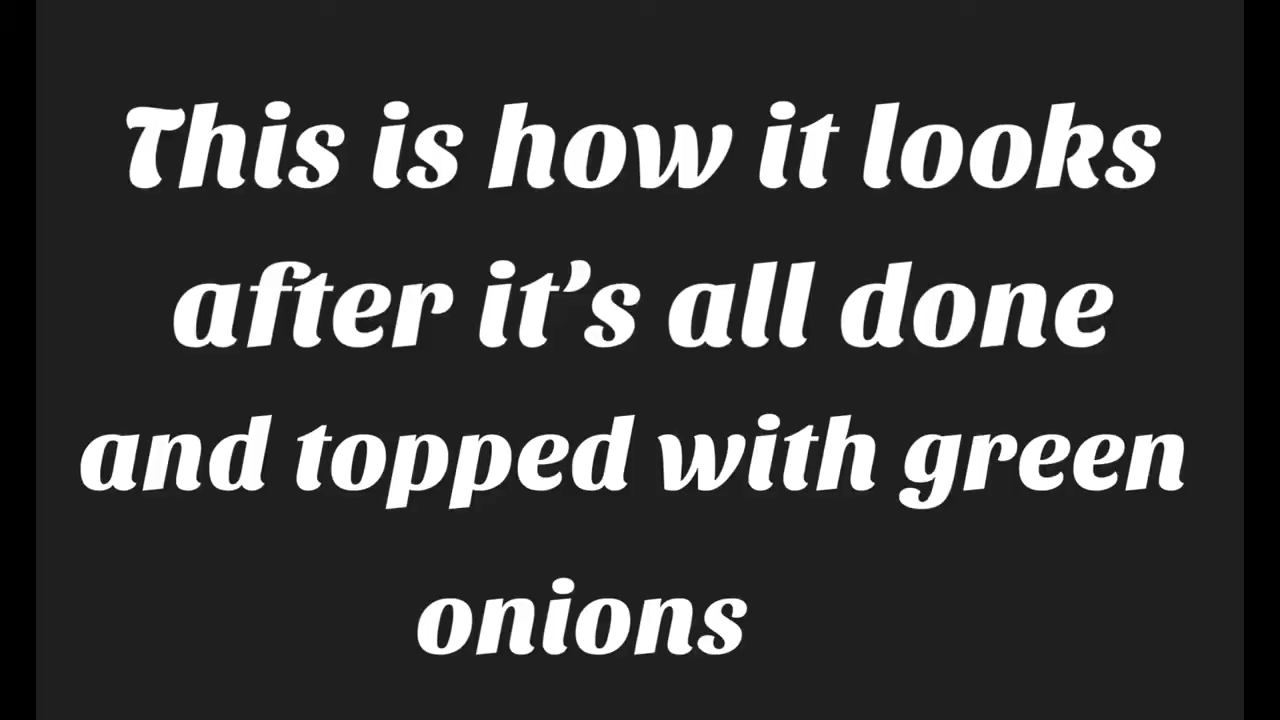 This is how it looks
after it’s all done
and topped with green
onions